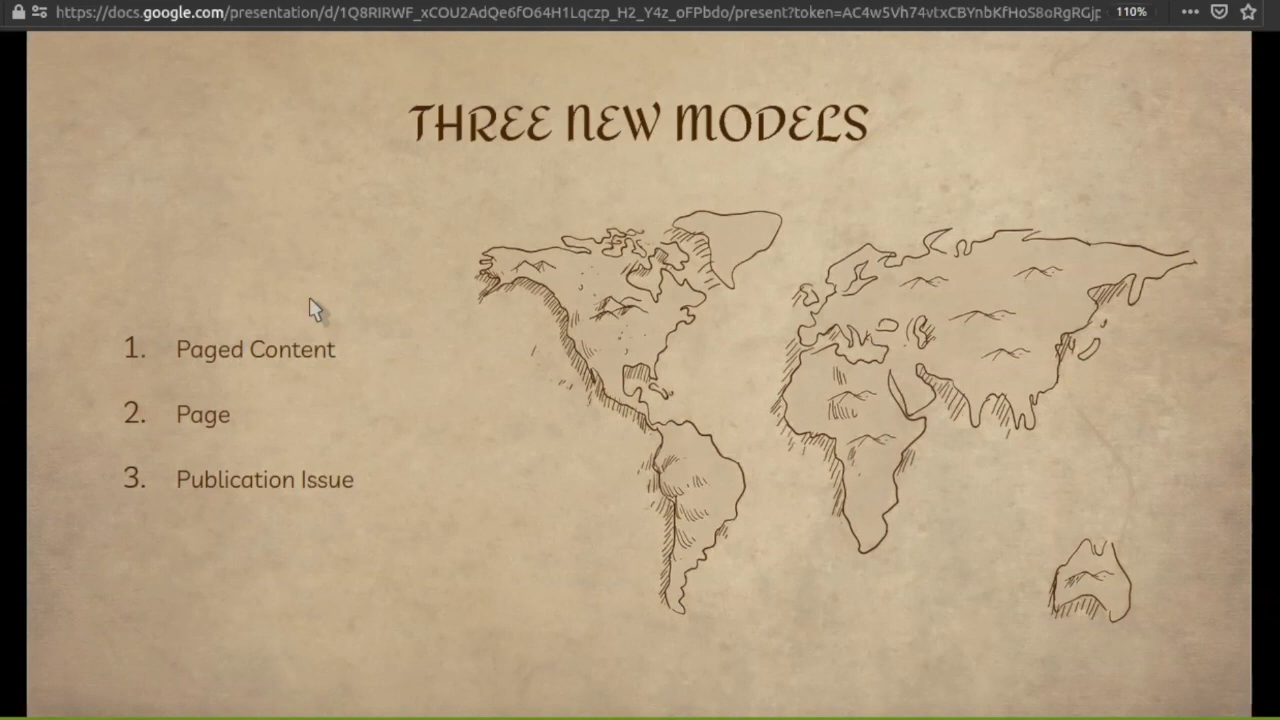 https://docs.google.com/presentation/d/1Q8RIRWF_xCOU2AdQe6fO64H1Lqczp_H2_Y4z_oFPbdo/present?token=AC4w5Vh74vtxCBYnbKfHoS8oRgRGjp 110%
THREE NEW MODELS
1. Paged Content
2. Page
3. Publication Issue